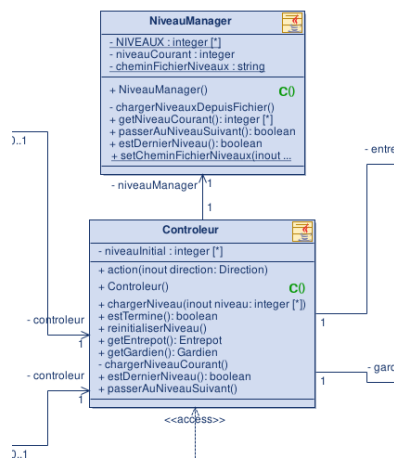 NiveauManager
- NIVEAUX : integer [*]
- niveauCourant : integer
- cheminFichierNiveaux : string
+ NiveauManager()
C()
- chargerNiveauxDepuisFichier()
+ getNiveauCourant(): integer [*]
+ passerAuNiveauSuivant(): boolean
+ estDernierNiveau(): boolean
+ setCheminFichierNiveaux(inout ...
0..1
- entre
- niveauManager
1
1
Controleur
- niveauInitial : integer [*]
+ action(inout direction: Direction)
+ Controleur()
C()
+ chargerNiveau(inout niveau: integer [*])
+ estTermine(): boolean
+ reinitialiserNiveau()
+ getEntrepot(): Entrepot
+ getGardien(): Gardien
- chargerNiveauCourant()
+ estDernierNiveau(): boolean
+ passerAuNiveauSuivant()
- controleur
1
1
- controleur
1
1
- gard
0..1
<<access>>